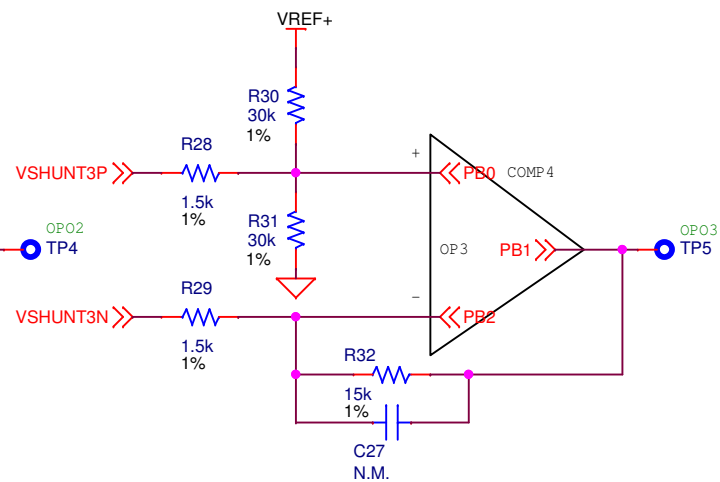 VREF+
R30
30k
1%
R28
VSHUNT3P
1.5k
1%
+
PB0
COMP4
R31
30k
1%
OPO2
TP4
OP3
PB1
OPO3
TP5
R29
VSHUNT3N
1.5k
1%
−
PB2
R32
15k
1%
C27
N.M.